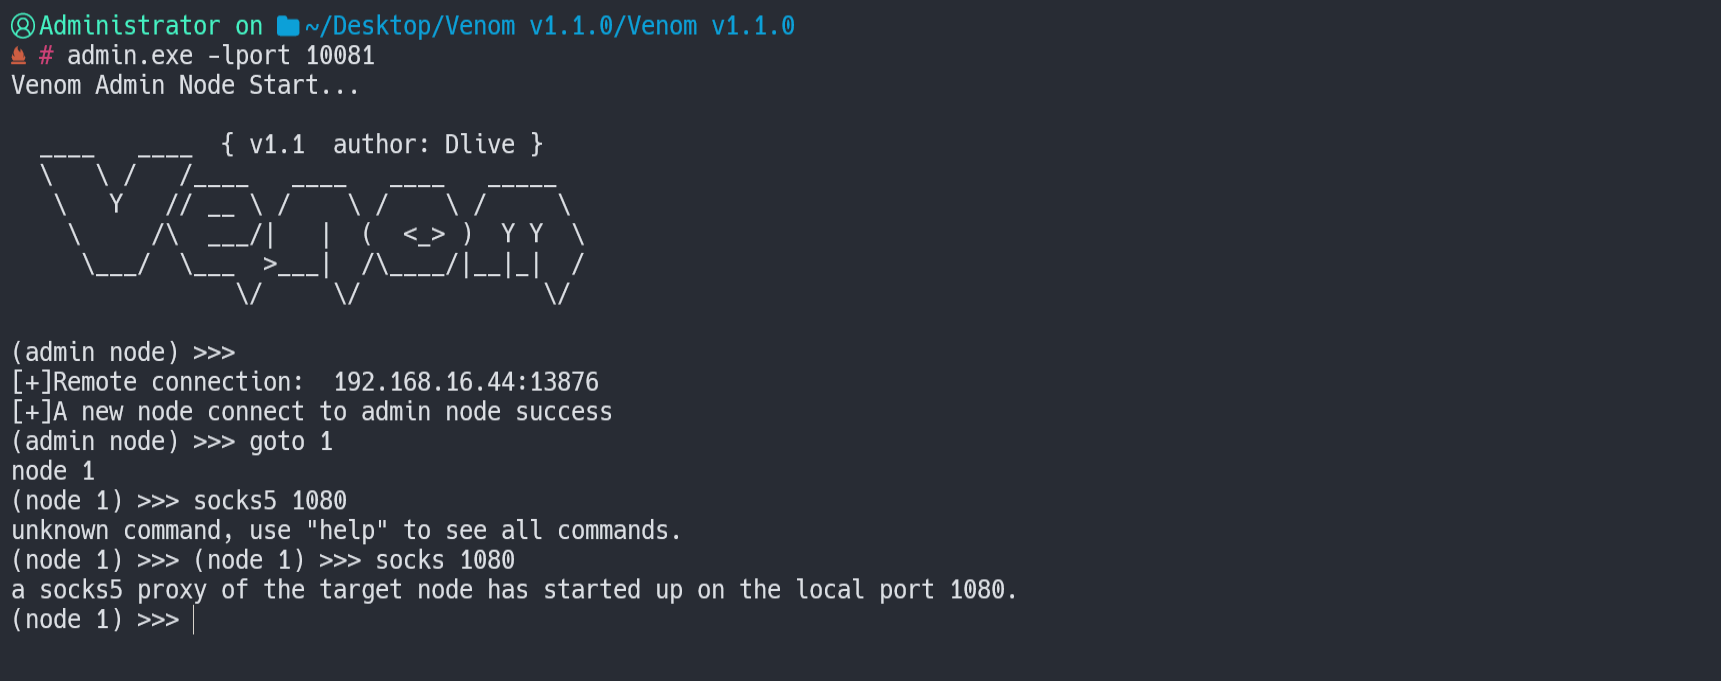 Administrator on ~/Desktop/Venom v1.1.0/Venom v1.1.0
# admin.exe -lport 10081
Venom Admin Node Start...

  ____   ____  { v1.1  author: Dlive }
  \   \ /   /____   ____   ____   _____
   \   Y   // __ \ /    \ /    \ /     \
    \     /\  ___/|   |  (  <_> )  Y Y  \
     \___/  \___  >___|  /\____/|__|_|  /
                \/     \/             \/

(admin node) >>>
[+]Remote connection:  192.168.16.44:13876
[+]A new node connect to admin node success
(admin node) >>> goto 1
node 1
(node 1) >>> socks5 1080
unknown command, use "help" to see all commands.
(node 1) >>> (node 1) >>> socks 1080
a socks5 proxy of the target node has started up on the local port 1080.
(node 1) >>>